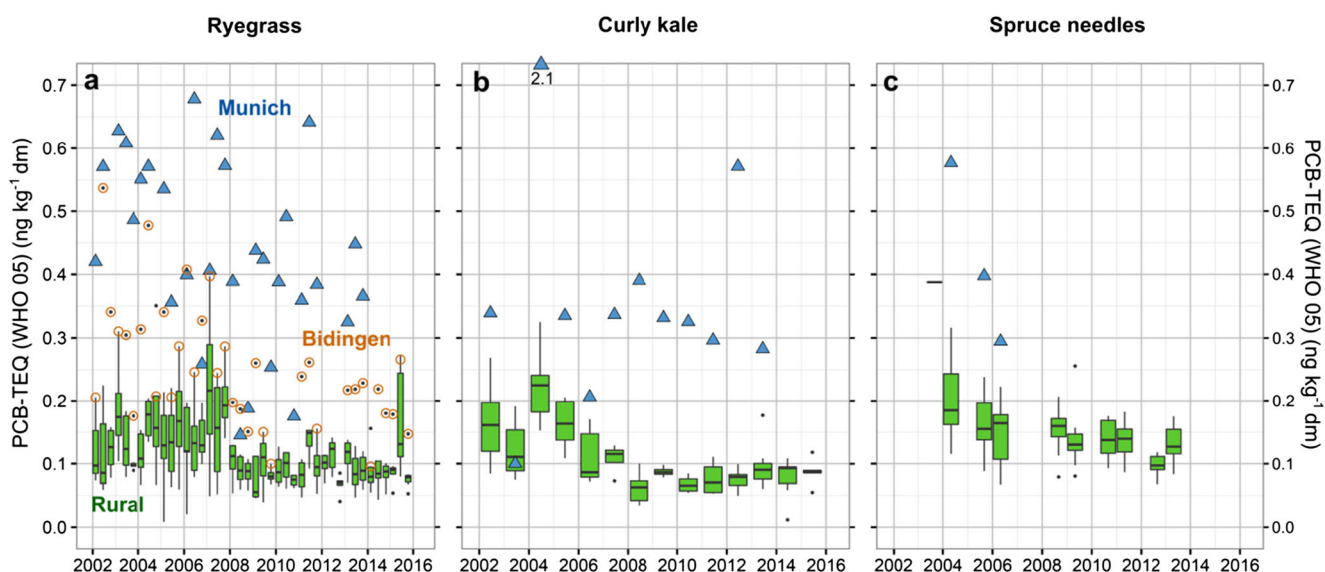 Ryegrass
Curly kale
Spruce needles
PCB-TEQ (WHO 05) (ng kg⁻¹ dm)
0.7
0.6
0.5
0.4
0.3
0.2
0.1
0.0
a
Munich
Bidingen
Rural
2002 2004 2006 2008 2010 2012 2014 2016
b
2.1
2002 2004 2006 2008 2010 2012 2014 2016
c
2002 2004 2006 2008 2010 2012 2014 2016
0.7
0.6
0.5
0.4
0.3
0.2
0.1
0.0
PCB-TEQ (WHO 05) (ng kg⁻¹ dm)